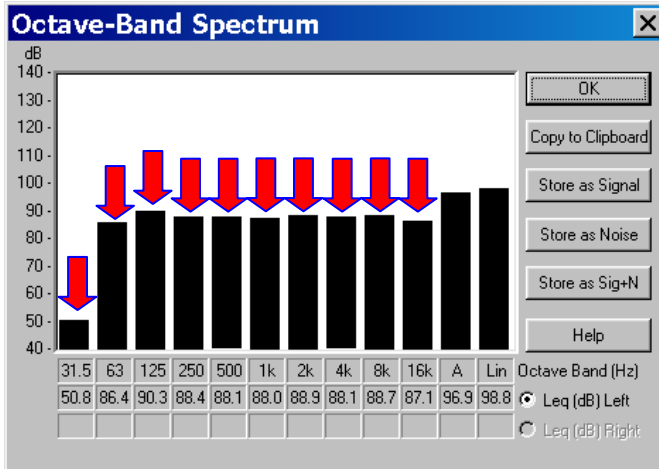 Octave-Band Spectrum
dB
140
130
120
110
100
90
80
70
60
50
40
OK
Copy to Clipboard
Store as Signal
Store as Noise
Store as Sig+N
Help
31.5 63 125 250 500 1k 2k 4k 8k 16k A Lin Octave Band (Hz)
50.8 86.4 90.3 88.4 88.1 88.0 88.9 88.1 88.7 87.1 96.9 98.8 Leq (dB) Left
Leq (dB) Right